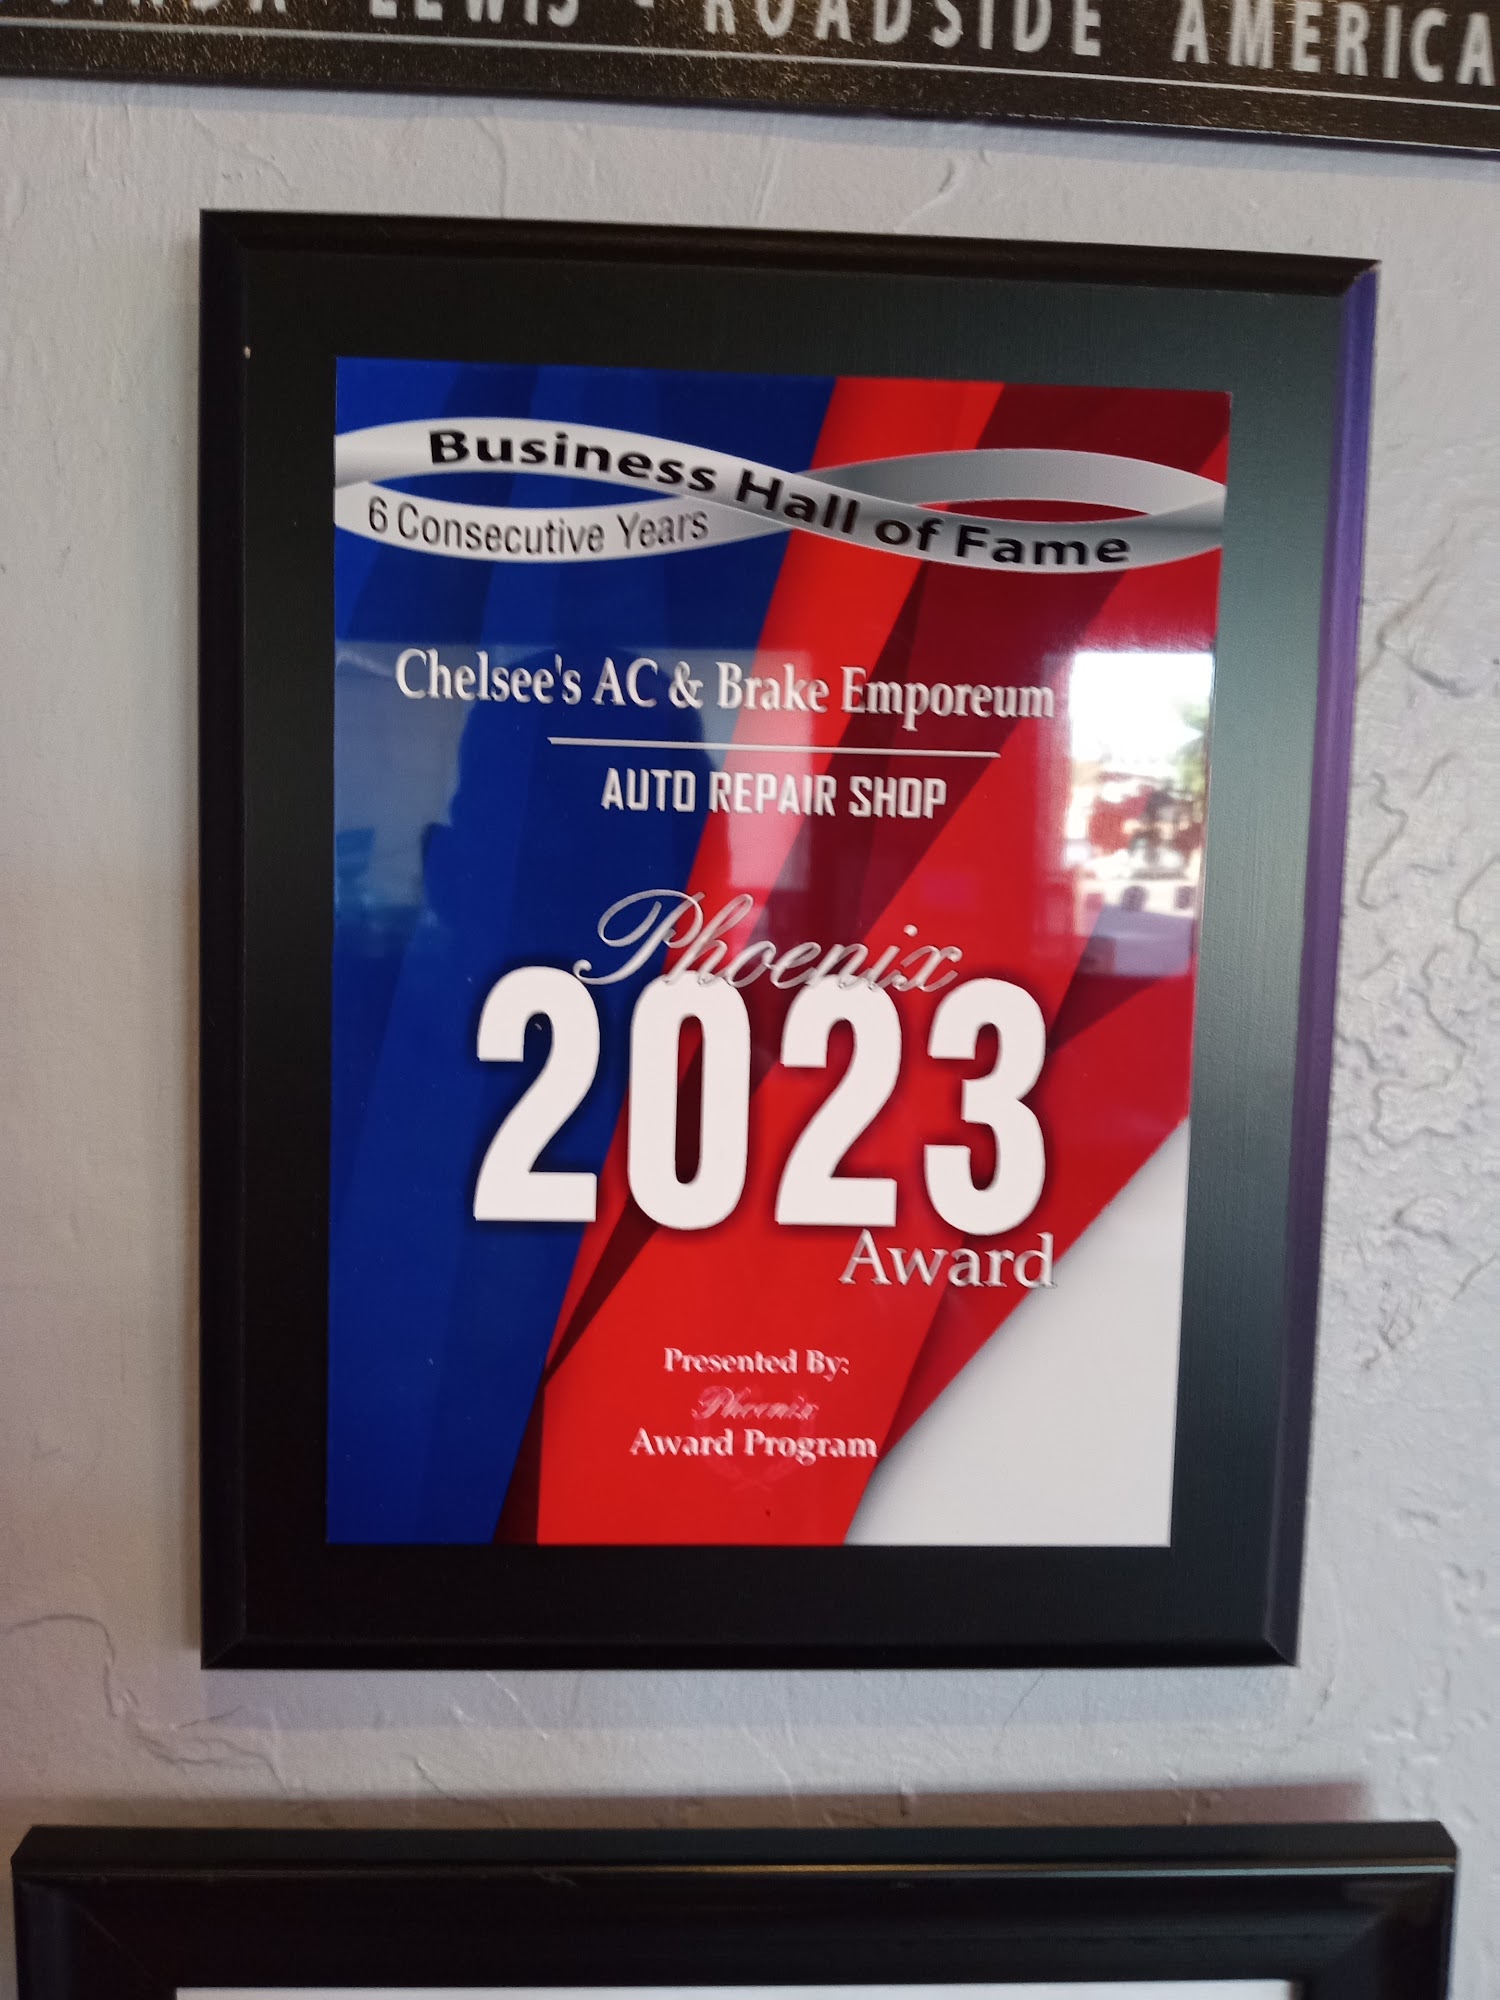 LEWIS - ROADSIDE AMERICA
Business Hall of Fame
6 Consecutive Years
Chelsee's AC & Brake Emporeum
AUTO REPAIR SHOP
Phoenix
2023
Award
Presented By:
Phoenix
Award Program